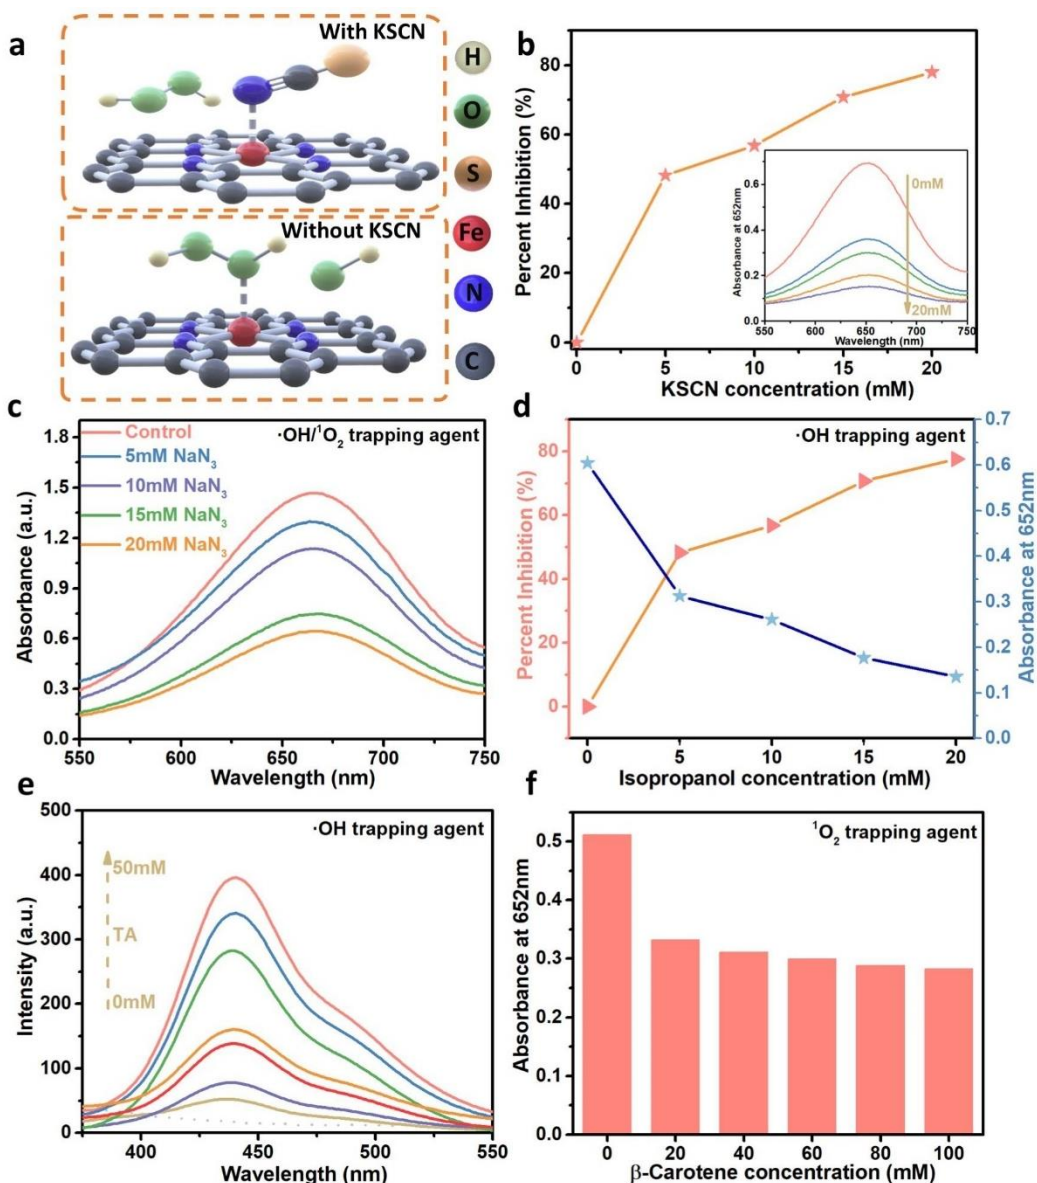 a
With KSCN
Without KSCN
H
O
S
Fe
N
C
b
Percent Inhibition (%)
80
60
40
20
0
0 5 10 15 20
KSCN concentration (mM)
Absorbance at 652nm
0.6
0.4
0.2
0.0
550 600 650 700 750
Wavelength (nm)
0mM
20mM
c
·OH/¹O₂ trapping agent
Control
5mM NaN₃
10mM NaN₃
15mM NaN₃
20mM NaN₃
Absorbance (a.u.)
1.8
1.5
1.2
0.9
0.6
0.3
0.0
550 600 650 700 750
Wavelength (nm)
d
·OH trapping agent
Percent Inhibition (%)
80
60
40
20
0
Absorbance at 652nm
0.7
0.6
0.5
0.4
0.3
0.2
0.1
0.0
0 5 10 15 20
Isopropanol concentration (mM)
e
·OH trapping agent
50mM
TA
0mM
Intensity (a.u.)
500
400
300
200
100
0
400 450 500 550
Wavelength (nm)
f
¹O₂ trapping agent
Absorbance at 652nm
0.5
0.4
0.3
0.2
0.1
0.0
0 20 40 60 80 100
β-Carotene concentration (mM)